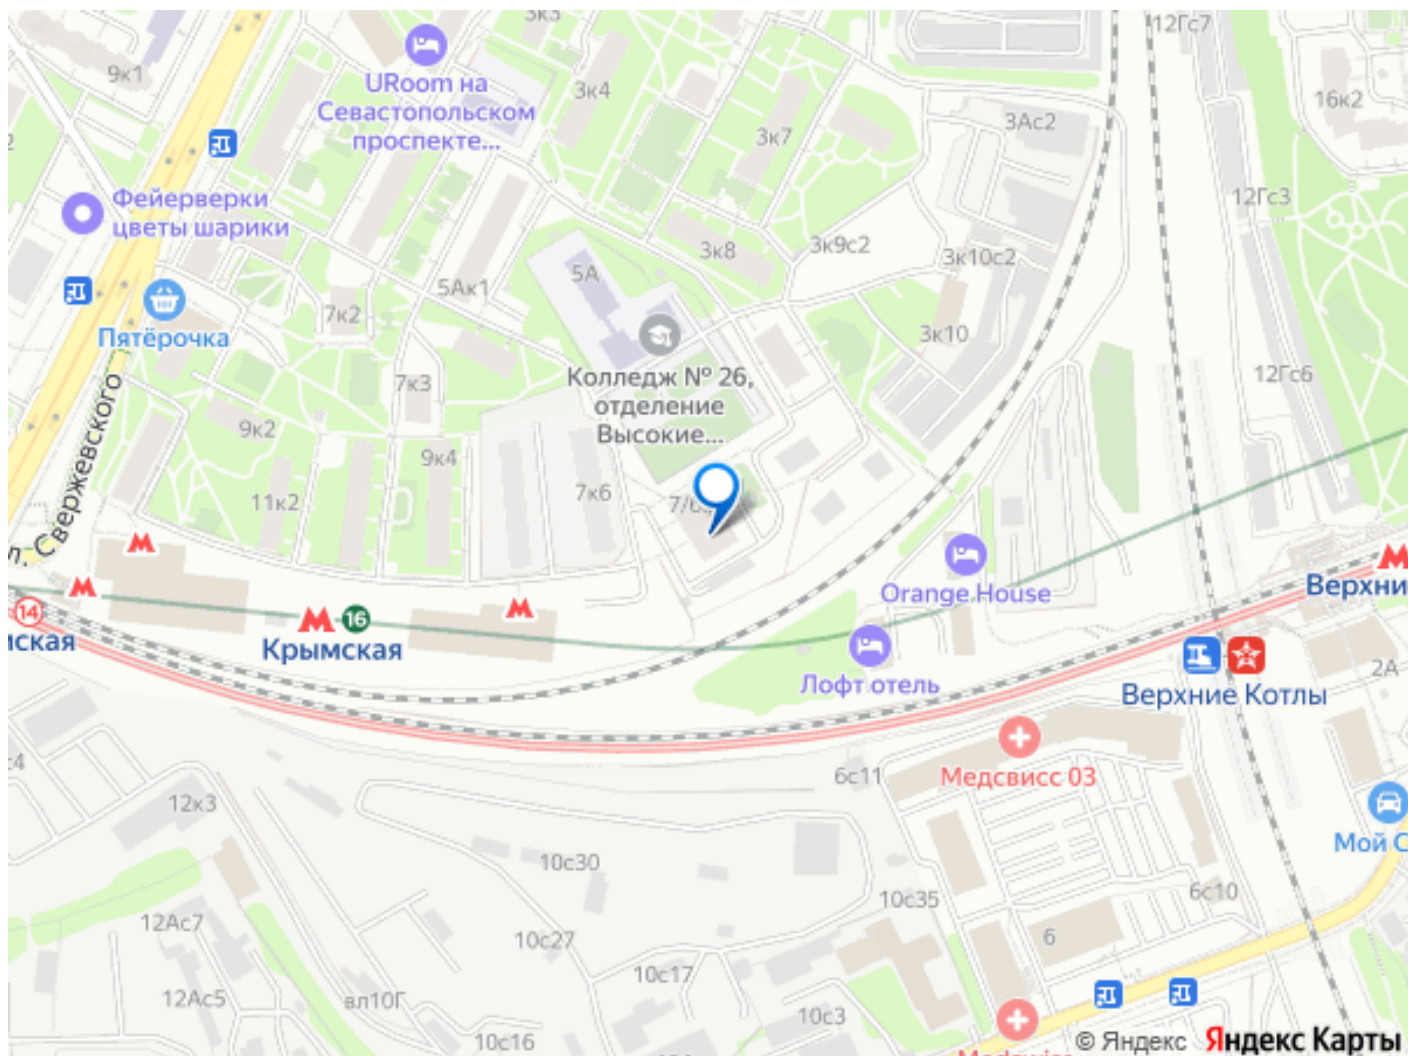 3к3
12Гс7
9к1
URoom на
Севастопольском
проспекте...
3к4
16к2
3Ас2
3к7
Фейерверки
цветы шарики
12Гс3
3к8
3к9с2
3к10с2
5А
5Ак1
7к2
Пятёрочка
3к10
7к3
Колледж № 26,
отделение
Высокие...
12Гс6
9к2
9к4
7к6
11к2
л. Свержевского
Orange House
Верхни
14
16
мская
Крымская
2А
Лофт отель
Верхние Котлы
6с11
Медсвисс 03
12к3
Мой С
10с30
6с10
10с35
12Ас7
10с27
6
10с17
12Ас5
вл10Г
10с3
10с16
© Яндекс Яндекс Карты